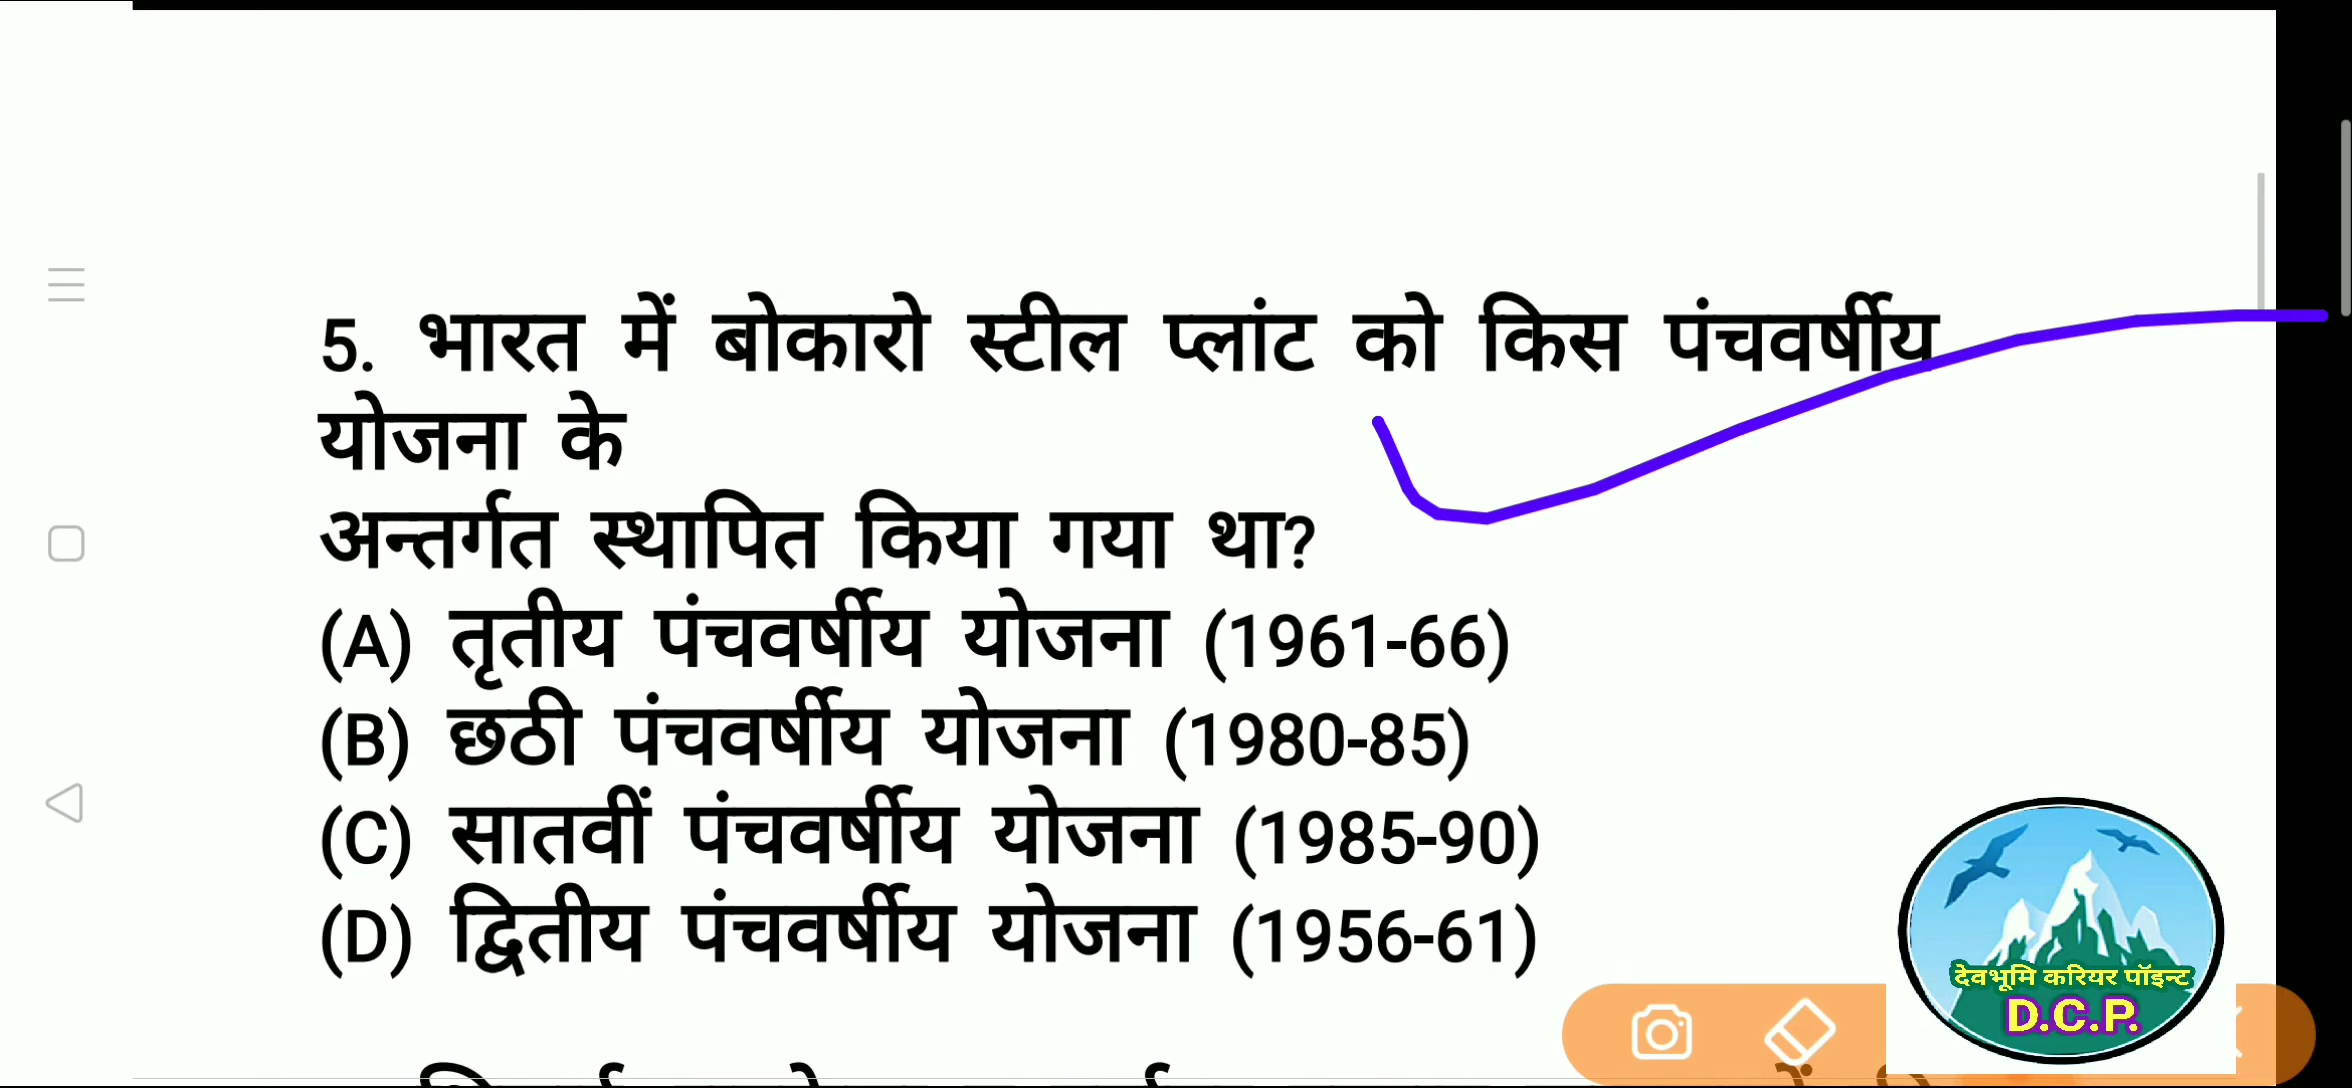 5. भारत में बोकारो स्टील प्लांट को किस पंचवर्षीय
योजना के
अन्तर्गत स्थापित किया गया था?
(A) तृतीय पंचवर्षीय योजना (1961-66)
(B) छठी पंचवर्षीय योजना (1980-85)
(C) सातवीं पंचवर्षीय योजना (1985-90)
(D) द्वितीय पंचवर्षीय योजना (1956-61)
देवभूमि करियर पॉइन्ट
D.C.P.